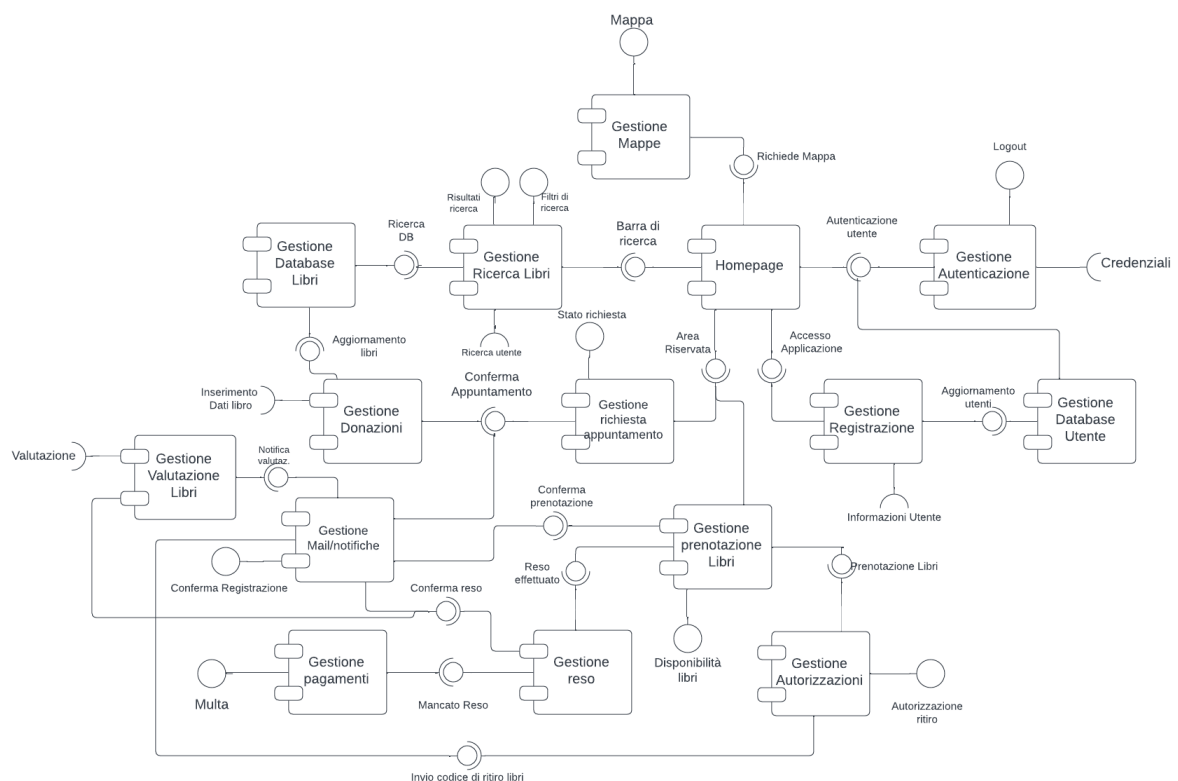 Mappa
Gestione
Mappe
Richiede Mappa
Logout
Risultati
ricerca
Filtri di
ricerca
Ricerca
DB
Barra di
ricerca
Autenticazione
utente
Gestione
Database
Libri
Gestione
Ricerca Libri
Homepage
Gestione
Autenticazione
Credenziali
Stato richiesta
Aggiornamento
libri
Ricerca utente
Area
Riservata
Accesso
Applicazione
Conferma
Appuntamento
Inserimento
Dati libro
Gestione
Donazioni
Gestione
richiesta
appuntamento
Gestione
Registrazione
Aggiornamento
utenti
Gestione
Database
Utente
Valutazione
Gestione
Valutazione
Libri
Notifica
valutaz.
Conferma
prenotazione
Informazioni Utente
Gestione
Mail/notifiche
Gestione
prenotazione
Libri
Reso
effettuato
Prenotazione Libri
Conferma Registrazione
Conferma reso
Gestione
pagamenti
Gestione
reso
Disponibilità
libri
Gestione
Autorizzazioni
Multa
Mancato Reso
Autorizzazione
ritiro
Invio codice di ritiro libri